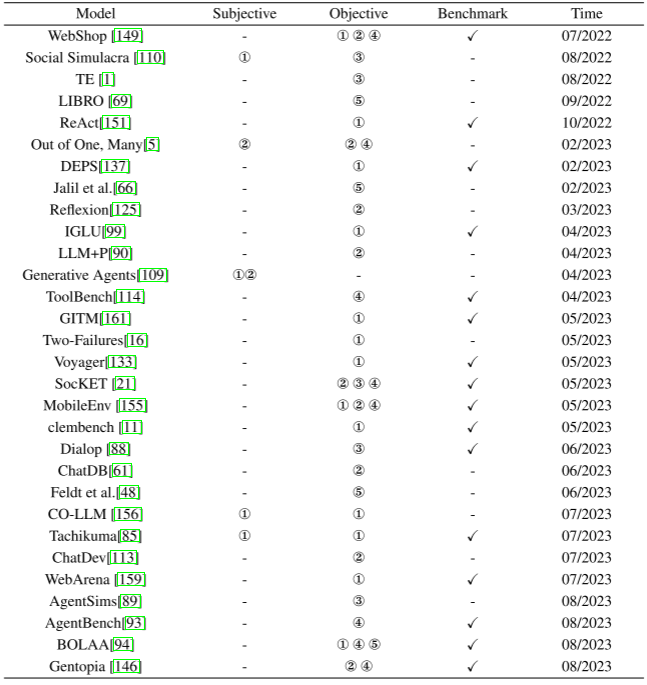 Model Subjective Objective Benchmark Time
WebShop [149] - ① ② ④ ✓ 07/2022
Social Simulacra [110] ① ③ - 08/2022
TE [1] - ③ - 08/2022
LIBRO [69] - ⑤ - 09/2022
ReAct[151] - ① ✓ 10/2022
Out of One, Many[5] ② ② ④ - 02/2023
DEPS[137] - ① ✓ 02/2023
Jalil et al.[66] - ⑤ - 02/2023
Reflexion[125] - ② - 03/2023
IGLU[99] - ① ✓ 04/2023
LLM+P[90] - ② - 04/2023
Generative Agents[109] ①② - - 04/2023
ToolBench[114] - ④ ✓ 04/2023
GITM[161] - ① ✓ 05/2023
Two-Failures[16] - ① - 05/2023
Voyager[133] - ① ✓ 05/2023
SocKET [21] - ② ③ ④ ✓ 05/2023
MobileEnv [155] - ① ② ④ ✓ 05/2023
clembench [11] - ① ✓ 05/2023
Dialop [88] - ③ ✓ 06/2023
ChatDB[61] - ② - 06/2023
Feldt et al.[48] - ⑤ - 06/2023
CO-LLM [156] ① ① - 07/2023
Tachikuma[85] ① ① ✓ 07/2023
ChatDev[113] - ② - 07/2023
WebArena [159] - ① ✓ 07/2023
AgentSims[89] - ③ - 08/2023
AgentBench[93] - ④ ✓ 08/2023
BOLAA[94] - ① ④ ⑤ ✓ 08/2023
Gentopia [146] - ② ④ ✓ 08/2023